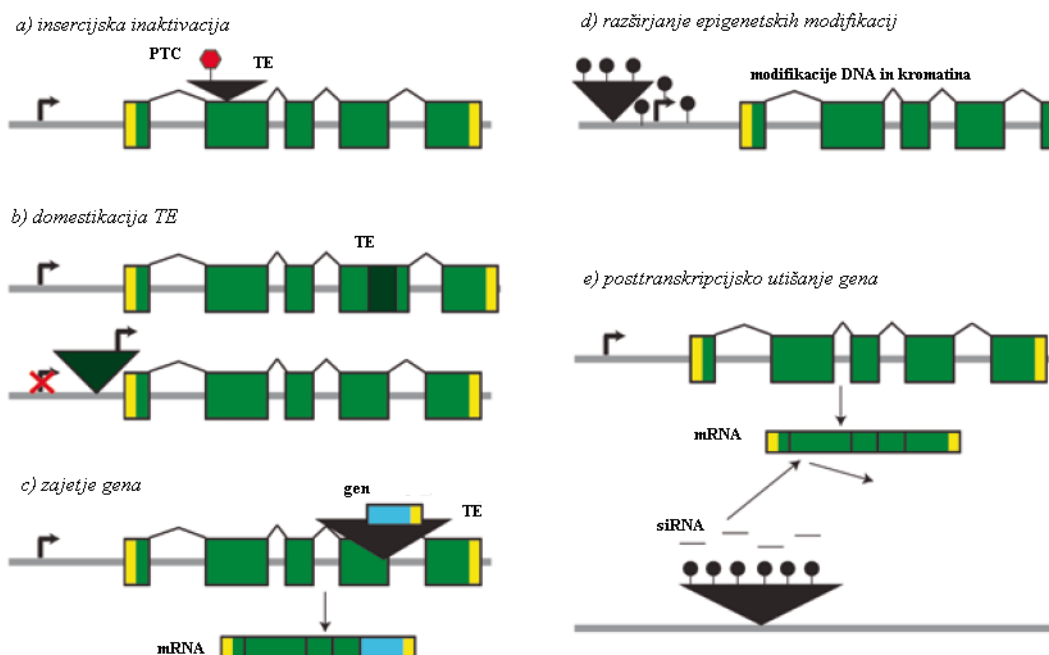 a) insercijska inaktivacija
PTC
TE
b) domestikacija TE
TE
c) zajetje gena
gen
TE
mRNA
d) razširjanje epigenetskih modifikacij
modifikacije DNA in kromatina
e) posttranskripcijsko utišanje gena
mRNA
siRNA